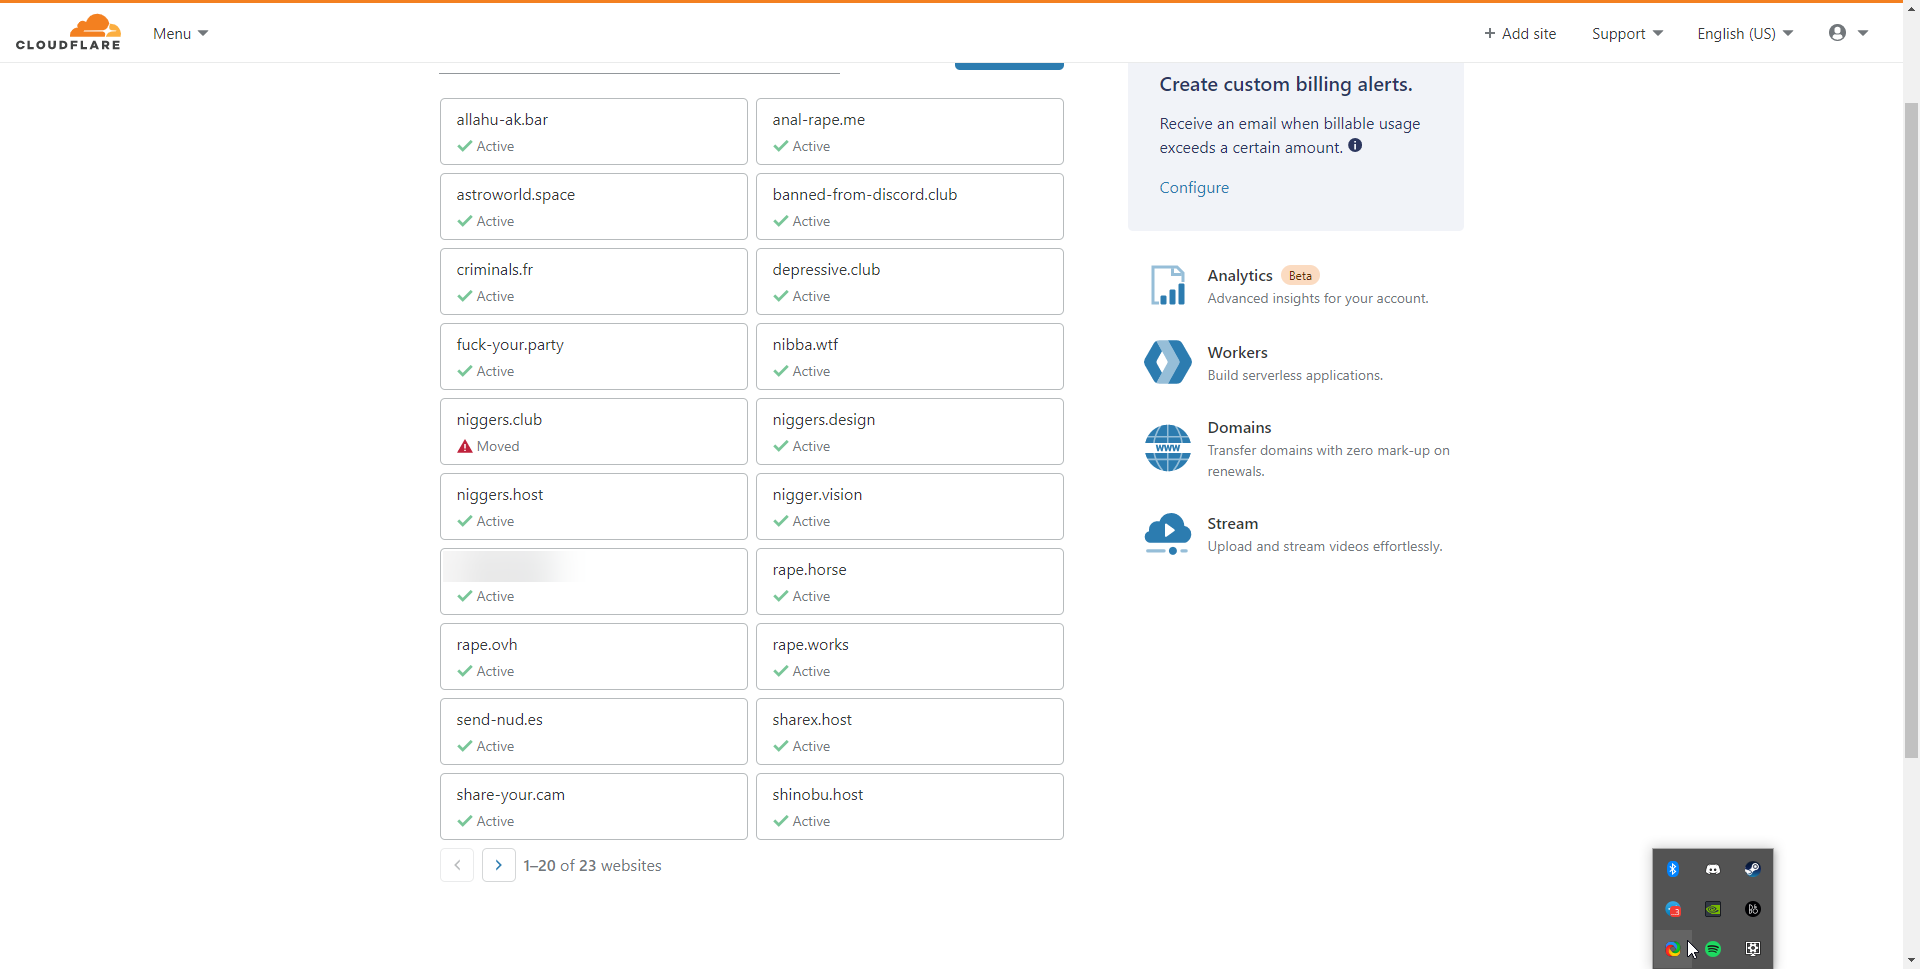 CLOUDFLARE
Menu
+ Add site
Support
English (US)
allahu-ak.bar
Active
anal-rape.me
Active
astroworld.space
Active
banned-from-discord.club
Active
criminals.fr
Active
depressive.club
Active
fuck-your.party
Active
nibba.wtf
Active
niggers.club
Moved
niggers.design
Active
niggers.host
Active
nigger.vision
Active
Active
rape.horse
Active
rape.ovh
Active
rape.works
Active
send-nud.es
Active
sharex.host
Active
share-your.cam
Active
shinobu.host
Active
1–20 of 23 websites
Create custom billing alerts.
Receive an email when billable usage
exceeds a certain amount.
Configure
Analytics Beta
Advanced insights for your account.
Workers
Build serverless applications.
WWW
Domains
Transfer domains with zero mark-up on
renewals.
Stream
Upload and stream videos effortlessly.
3